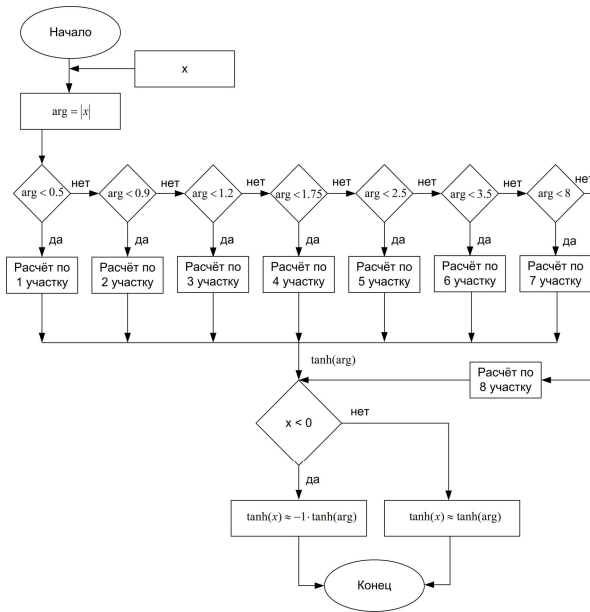 Начало
x
arg = |x|
arg < 0.5
нет
arg < 0.9
нет
arg < 1.2
нет
arg < 1.75
нет
arg < 2.5
нет
arg < 3.5
нет
arg < 8
нет
да
да
да
да
да
да
да
Расчёт по
1 участку
Расчёт по
2 участку
Расчёт по
3 участку
Расчёт по
4 участку
Расчёт по
5 участку
Расчёт по
6 участку
Расчёт по
7 участку
tanh(arg)
Расчёт по
8 участку
x < 0
нет
да
tanh(x) ≈ −1· tanh(arg)
tanh(x) ≈ tanh(arg)
Конец